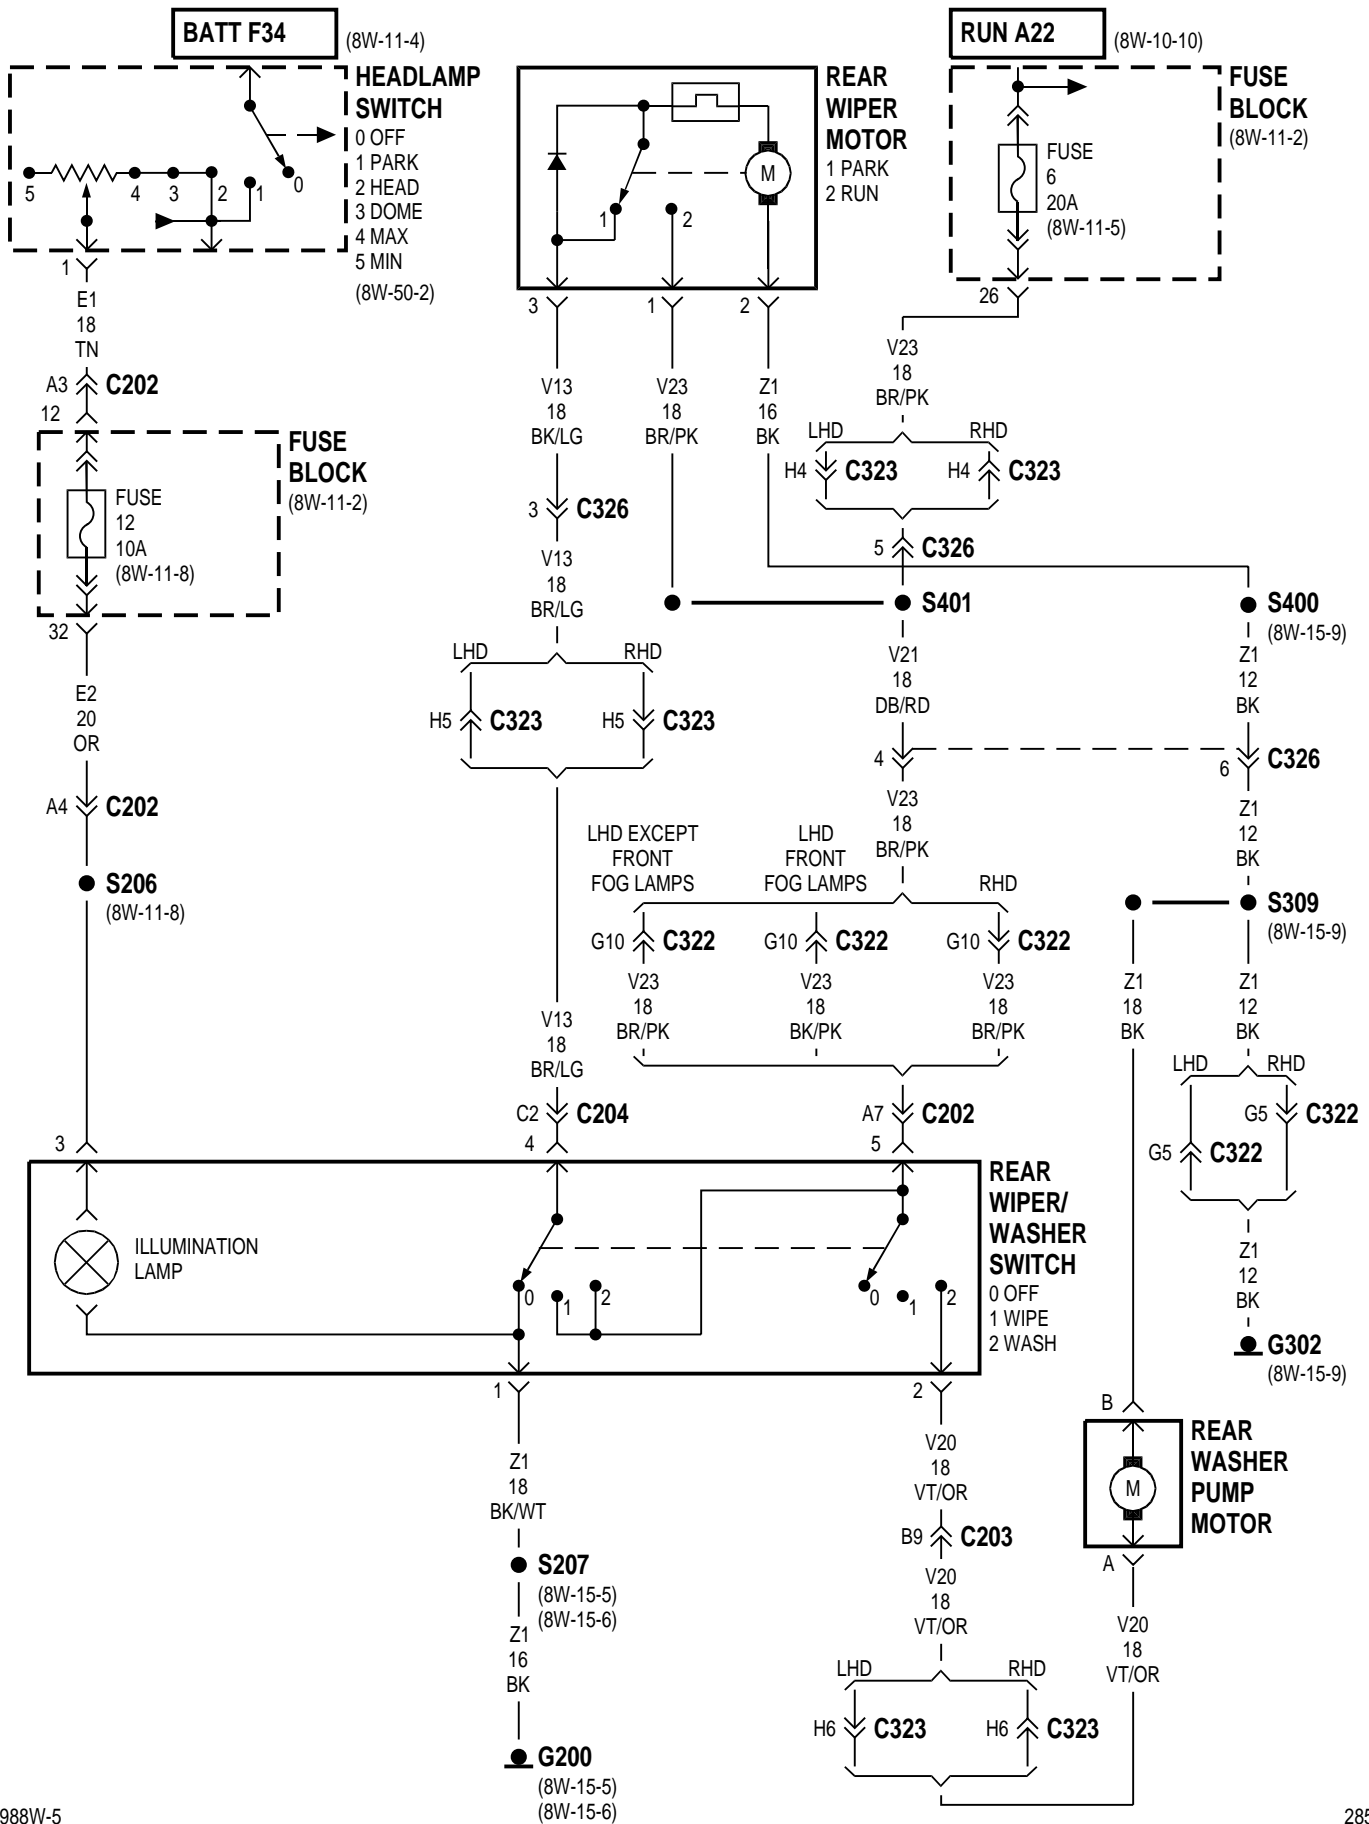 BATT F34
(8W-11-4)
RUN A22
(8W-10-10)
HEADLAMP
SWITCH
0 OFF
1 PARK
2 HEAD
3 DOME
4 MAX
5 MIN
(8W-50-2)
5
4
3
2
1
0
1
E1
18
TN
A3
C202
12
FUSE
BLOCK
(8W-11-2)
FUSE
12
10A
(8W-11-8)
32
E2
20
OR
A4
C202
S206
(8W-11-8)
3
REAR
WIPER
MOTOR
1 PARK
2 RUN
M
1
2
3
1
2
V13
18
BK/LG
V23
18
BR/PK
Z1
16
BK
3
C326
V13
18
BR/LG
LHD
RHD
H5
C323
H5
C323
V13
18
BR/LG
C2
C204
4
FUSE
BLOCK
(8W-11-2)
FUSE
6
20A
(8W-11-5)
26
V23
18
BR/PK
LHD
RHD
H4
C323
H4
C323
5
C326
S401
S400
(8W-15-9)
V21
18
DB/RD
Z1
12
BK
4
6
C326
V23
18
BR/PK
Z1
12
BK
LHD EXCEPT
FRONT
FOG LAMPS
LHD
FRONT
FOG LAMPS
RHD
G10
C322
G10
C322
G10
C322
V23
18
BR/PK
V23
18
BK/PK
V23
18
BR/PK
A7
C202
5
S309
(8W-15-9)
Z1
18
BK
Z1
12
BK
LHD
RHD
G5
C322
G5
C322
Z1
12
BK
G302
(8W-15-9)
REAR
WIPER/
WASHER
SWITCH
0 OFF
1 WIPE
2 WASH
ILLUMINATION
LAMP
0
1
2
0
1
2
1
2
Z1
18
BK/WT
S207
(8W-15-5)
(8W-15-6)
Z1
16
BK
G200
(8W-15-5)
(8W-15-6)
V20
18
VT/OR
B9
C203
V20
18
VT/OR
LHD
RHD
H6
C323
H6
C323
B
REAR
WASHER
PUMP
MOTOR
M
A
V20
18
VT/OR
988W-5
285